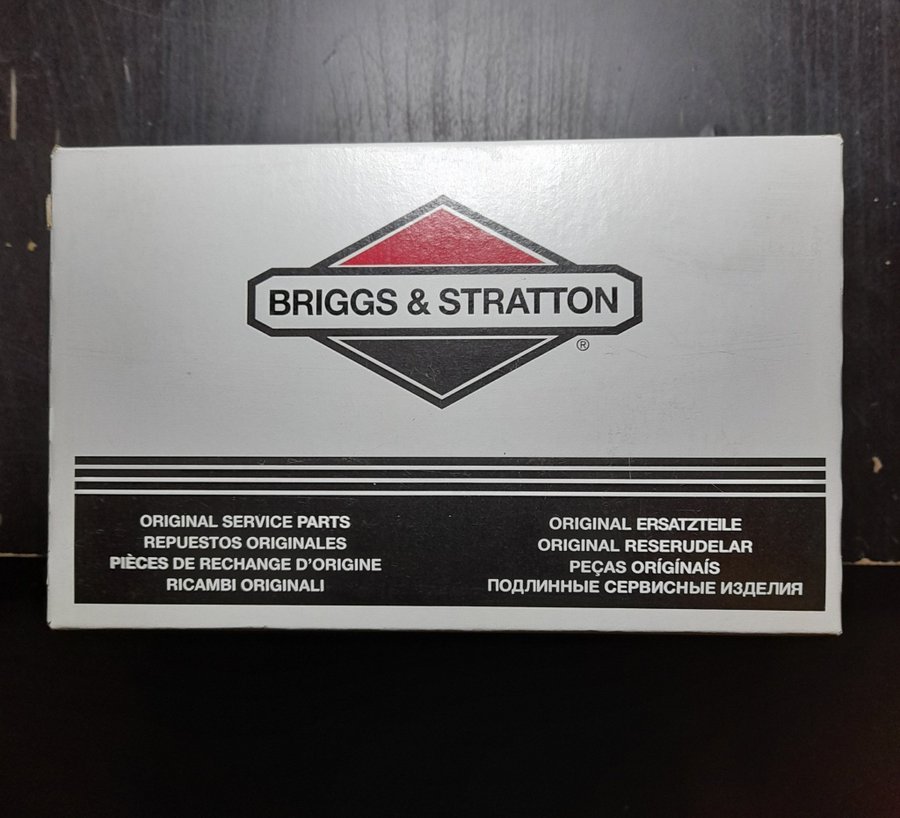 BRIGGS & STRATTON
®
ORIGINAL SERVICE PARTS
REPUESTOS ORIGINALES
PIÈCES DE RECHANGE D'ORIGINE
RICAMBI ORIGINALI
ORIGINAL ERSATZTEILE
ORIGINAL RESERUDELAR
PEÇAS ORÍGÍNAÍS
ПОДЛИННЫЕ СЕРВИСНЫЕ ИЗДЕЛИЯ